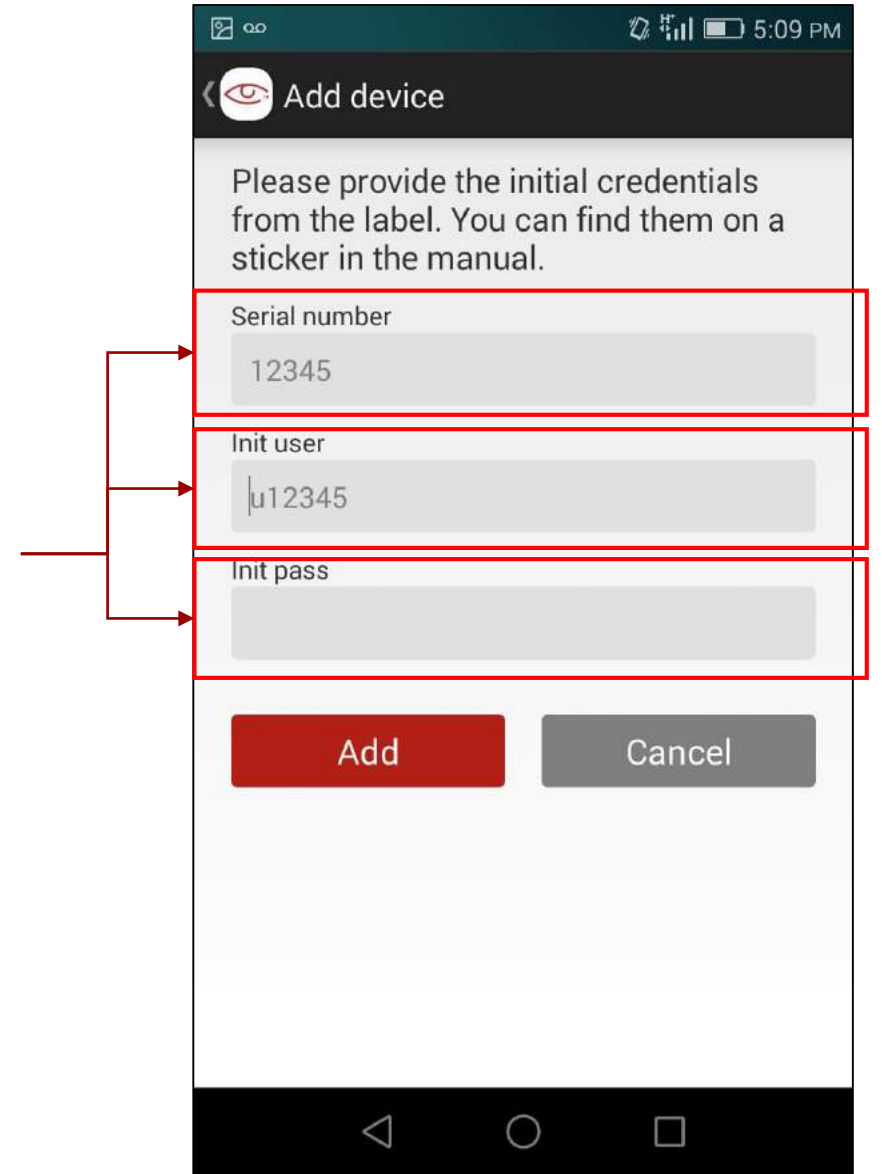 5:09 PM
Add device
Please provide the initial credentials
from the label. You can find them on a
sticker in the manual.
Serial number
12345
Init user
u12345
Init pass
Add
Cancel